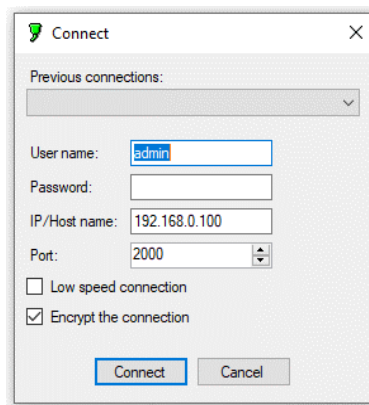 Connect
Previous connections:
User name: admin
Password:
IP/Host name: 192.168.0.100
Port: 2000
Low speed connection
Encrypt the connection
Connect Cancel